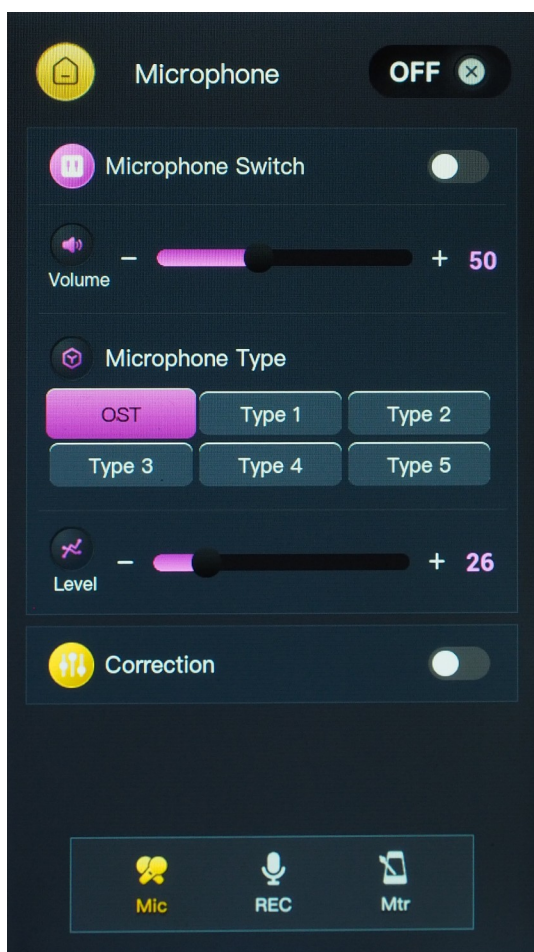 Microphone
OFF
Microphone Switch
Volume
-
+ 50
Microphone Type
OST Type 1 Type 2
Type 3 Type 4 Type 5
Level
-
+ 26
Correction
Mic REC Mtr